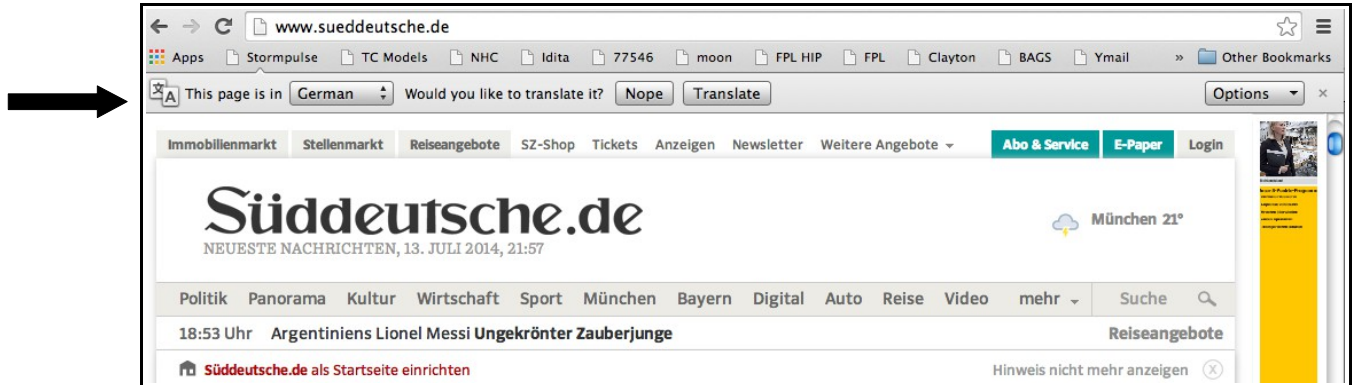 www.sueddeutsche.de
Apps Stormpulse TC Models NHC Idita 77546 moon FPL HIP FPL Clayton BAGS Ymail » Other Bookmarks
This page is in German Would you like to translate it? Nope Translate Options ×
Immobilienmarkt Stellenmarkt Reiseangebote SZ-Shop Tickets Anzeigen Newsletter Weitere Angebote Abo & Service E-Paper Login
Süddeutsche.de
München 21°
NEUESTE NACHRICHTEN, 13. JULI 2014, 21:57
Politik Panorama Kultur Wirtschaft Sport München Bayern Digital Auto Reise Video mehr Suche
18:53 Uhr Argentiniens Lionel Messi Ungekrönter Zauberjunge Reiseangebote
Süddeutsche.de als Startseite einrichten Hinweis nicht mehr anzeigen